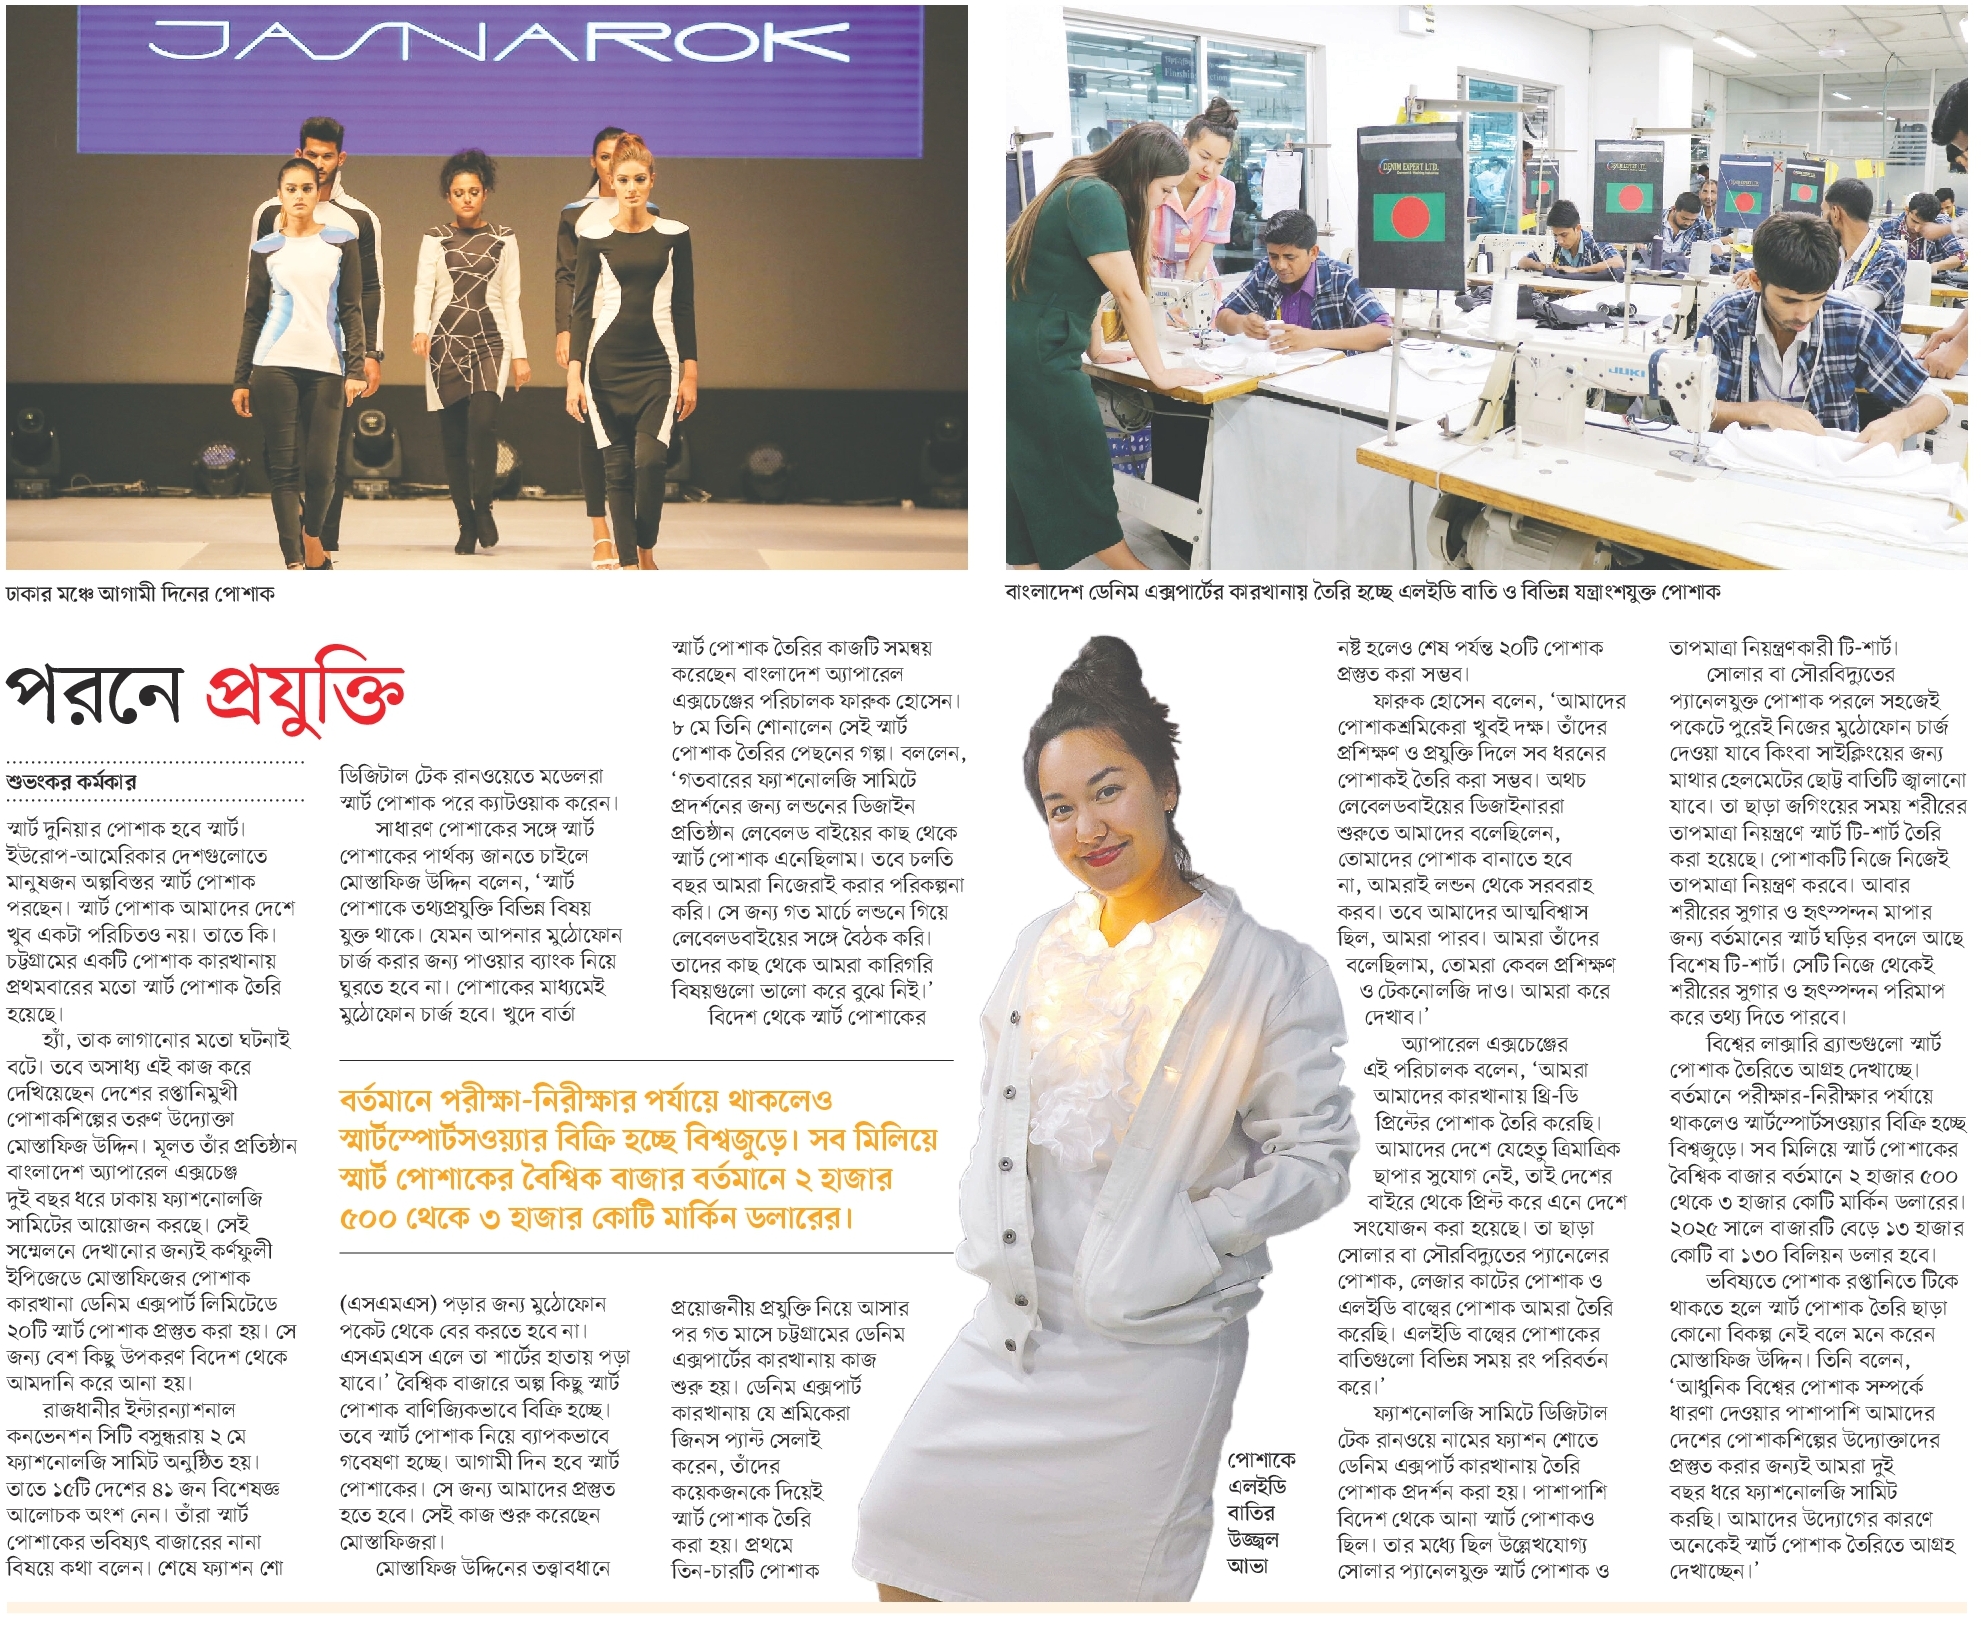 JASNAROK
Finishing Section
DENIM EXPERT LTD.
DENIM EXPERT LTD.
JUKI
ঢাকার মঞ্চে আগামী দিনের পোশাক
বাংলাদেশ ডেনিম এক্সপার্টের কারখানায় তৈরি হচ্ছে এলইডি বাতি ও বিভিন্ন যন্ত্রাংশযুক্ত পোশাক
পরনে প্রযুক্তি
শুভংকর কর্মকার
স্মার্ট দুনিয়ার পোশাক হবে স্মার্ট।
ইউরোপ-আমেরিকার দেশগুলোতে
মানুষজন অল্পবিস্তর স্মার্ট পোশাক
পরছেন। স্মার্ট পোশাক আমাদের দেশে
খুব একটা পরিচিতও নয়। তাতে কি।
চট্টগ্রামের একটি পোশাক কারখানায়
প্রথমবারের মতো স্মার্ট পোশাক তৈরি
হয়েছে।
হ্যাঁ, তাক লাগানোর মতো ঘটনাই
বটে। তবে অসাধ্য এই কাজ করে
দেখিয়েছেন দেশের রপ্তানিমুখী
পোশাকশিল্পের তরুণ উদ্যোক্তা
মোস্তাফিজ উদ্দিন। মূলত তাঁর প্রতিষ্ঠান
বাংলাদেশ অ্যাপারেল এক্সচেঞ্জ
দুই বছর ধরে ঢাকায় ফ্যাশনোলজি
সামিটের আয়োজন করছে। সেই
সম্মেলনে দেখানোর জন্যই কর্ণফুলী
ইপিজেডে মোস্তাফিজের পোশাক
কারখানা ডেনিম এক্সপার্ট লিমিটেডে
২০টি স্মার্ট পোশাক প্রস্তুত করা হয়। সে
জন্য বেশ কিছু উপকরণ বিদেশ থেকে
আমদানি করে আনা হয়।
রাজধানীর ইন্টারন্যাশনাল
কনভেনশন সিটি বসুন্ধরায় ২ মে
ফ্যাশনোলজি সামিট অনুষ্ঠিত হয়।
তাতে ১৫টি দেশের ৪১ জন বিশেষজ্ঞ
আলোচক অংশ নেন। তাঁরা স্মার্ট
পোশাকের ভবিষ্যৎ বাজারের নানা
বিষয়ে কথা বলেন। শেষে ফ্যাশন শো
ডিজিটাল টেক রানওয়েতে মডেলরা
স্মার্ট পোশাক পরে ক্যাটওয়াক করেন।
সাধারণ পোশাকের সঙ্গে স্মার্ট
পোশাকের পার্থক্য জানতে চাইলে
মোস্তাফিজ উদ্দিন বলেন, ‘স্মার্ট
পোশাকে তথ্যপ্রযুক্তি বিভিন্ন বিষয়
যুক্ত থাকে। যেমন আপনার মুঠোফোন
চার্জ করার জন্য পাওয়ার ব্যাংক নিয়ে
ঘুরতে হবে না। পোশাকের মাধ্যমেই
মুঠোফোন চার্জ হবে। খুদে বার্তা
বর্তমানে পরীক্ষা-নিরীক্ষার পর্যায়ে থাকলেও
স্মার্টস্পোর্টসওয়্যার বিক্রি হচ্ছে বিশ্বজুড়ে। সব মিলিয়ে
স্মার্ট পোশাকের বৈশ্বিক বাজার বর্তমানে ২ হাজার
৫০০ থেকে ৩ হাজার কোটি মার্কিন ডলারের।
(এসএমএস) পড়ার জন্য মুঠোফোন
পকেট থেকে বের করতে হবে না।
এসএমএস এলে তা শার্টের হাতায় পড়া
যাবে।’ বৈশ্বিক বাজারে অল্প কিছু স্মার্ট
পোশাক বাণিজ্যিকভাবে বিক্রি হচ্ছে।
তবে স্মার্ট পোশাক নিয়ে ব্যাপকভাবে
গবেষণা হচ্ছে। আগামী দিন হবে স্মার্ট
পোশাকের। সে জন্য আমাদের প্রস্তুত
হতে হবে। সেই কাজ শুরু করেছেন
মোস্তাফিজরা।
মোস্তাফিজ উদ্দিনের তত্ত্বাবধানে
স্মার্ট পোশাক তৈরির কাজটি সমন্বয়
করেছেন বাংলাদেশ অ্যাপারেল
এক্সচেঞ্জের পরিচালক ফারুক হোসেন।
৮ মে তিনি শোনালেন সেই স্মার্ট
পোশাক তৈরির পেছনের গল্প। বললেন,
‘গতবারের ফ্যাশনোলজি সামিটে
প্রদর্শনের জন্য লন্ডনের ডিজাইন
প্রতিষ্ঠান লেবেলড বাইয়ের কাছ থেকে
স্মার্ট পোশাক এনেছিলাম। তবে চলতি
বছর আমরা নিজেরাই করার পরিকল্পনা
করি। সে জন্য গত মার্চে লন্ডনে গিয়ে
লেবেলডবাইয়ের সঙ্গে বৈঠক করি।
তাদের কাছ থেকে আমরা কারিগরি
বিষয়গুলো ভালো করে বুঝে নিই।’
বিদেশ থেকে স্মার্ট পোশাকের
প্রয়োজনীয় প্রযুক্তি নিয়ে আসার
পর গত মাসে চট্টগ্রামের ডেনিম
এক্সপার্টের কারখানায় কাজ
শুরু হয়। ডেনিম এক্সপার্ট
কারখানায় যে শ্রমিকেরা
জিনস প্যান্ট সেলাই
করেন, তাঁদের
কয়েকজনকে দিয়েই
স্মার্ট পোশাক তৈরি
করা হয়। প্রথমে
তিন-চারটি পোশাক
পোশাকে
এলইডি
বাতির
উজ্জ্বল
আভা
নষ্ট হলেও শেষ পর্যন্ত ২০টি পোশাক
প্রস্তুত করা সম্ভব।
ফারুক হোসেন বলেন, ‘আমাদের
পোশাকশ্রমিকেরা খুবই দক্ষ। তাঁদের
প্রশিক্ষণ ও প্রযুক্তি দিলে সব ধরনের
পোশাকই তৈরি করা সম্ভব। অথচ
লেবেলডবাইয়ের ডিজাইনাররা
শুরুতে আমাদের বলেছিলেন,
তোমাদের পোশাক বানাতে হবে
না, আমরাই লন্ডন থেকে সরবরাহ
করব। তবে আমাদের আত্মবিশ্বাস
ছিল, আমরা পারব। আমরা তাঁদের
বলেছিলাম, তোমরা কেবল প্রশিক্ষণ
ও টেকনোলজি দাও। আমরা করে
দেখাব।’
অ্যাপারেল এক্সচেঞ্জের
এই পরিচালক বলেন, ‘আমরা
আমাদের কারখানায় থ্রি-ডি
প্রিন্টের পোশাক তৈরি করেছি।
আমাদের দেশে যেহেতু ত্রিমাত্রিক
ছাপার সুযোগ নেই, তাই দেশের
বাইরে থেকে প্রিন্ট করে এনে দেশে
সংযোজন করা হয়েছে। তা ছাড়া
সোলার বা সৌরবিদ্যুতের প্যানেলের
পোশাক, লেজার কাটের পোশাক ও
এলইডি বাল্বের পোশাক আমরা তৈরি
করেছি। এলইডি বাল্বের পোশাকের
বাতিগুলো বিভিন্ন সময় রং পরিবর্তন
করে।’
ফ্যাশনোলজি সামিটে ডিজিটাল
টেক রানওয়ে নামের ফ্যাশন শোতে
ডেনিম এক্সপার্ট কারখানায় তৈরি
পোশাক প্রদর্শন করা হয়। পাশাপাশি
বিদেশ থেকে আনা স্মার্ট পোশাকও
ছিল। তার মধ্যে ছিল উল্লেখযোগ্য
সোলার প্যানেলযুক্ত স্মার্ট পোশাক ও
তাপমাত্রা নিয়ন্ত্রণকারী টি-শার্ট।
সোলার বা সৌরবিদ্যুতের
প্যানেলযুক্ত পোশাক পরলে সহজেই
পকেটে পুরেই নিজের মুঠোফোন চার্জ
দেওয়া যাবে কিংবা সাইক্লিংয়ের জন্য
মাথার হেলমেটের ছোট্ট বাতিটি জ্বালানো
যাবে। তা ছাড়া জগিংয়ের সময় শরীরের
তাপমাত্রা নিয়ন্ত্রণে স্মার্ট টি-শার্ট তৈরি
করা হয়েছে। পোশাকটি নিজে নিজেই
তাপমাত্রা নিয়ন্ত্রণ করবে। আবার
শরীরের সুগার ও হৃৎস্পন্দন মাপার
জন্য বর্তমানের স্মার্ট ঘড়ির বদলে আছে
বিশেষ টি-শার্ট। সেটি নিজে থেকেই
শরীরের সুগার ও হৃৎস্পন্দন পরিমাপ
করে তথ্য দিতে পারবে।
বিশ্বের লাক্সারি ব্র্যান্ডগুলো স্মার্ট
পোশাক তৈরিতে আগ্রহ দেখাচ্ছে।
বর্তমানে পরীক্ষার-নিরীক্ষার পর্যায়ে
থাকলেও স্মার্টস্পোর্টসওয়্যার বিক্রি হচ্ছে
বিশ্বজুড়ে। সব মিলিয়ে স্মার্ট পোশাকের
বৈশ্বিক বাজার বর্তমানে ২ হাজার ৫০০
থেকে ৩ হাজার কোটি মার্কিন ডলারের।
২০২৫ সালে বাজারটি বেড়ে ১৩ হাজার
কোটি বা ১৩০ বিলিয়ন ডলার হবে।
ভবিষ্যতে পোশাক রপ্তানিতে টিকে
থাকতে হলে স্মার্ট পোশাক তৈরি ছাড়া
কোনো বিকল্প নেই বলে মনে করেন
মোস্তাফিজ উদ্দিন। তিনি বলেন,
‘আধুনিক বিশ্বের পোশাক সম্পর্কে
ধারণা দেওয়ার পাশাপাশি আমাদের
দেশের পোশাকশিল্পের উদ্যোক্তাদের
প্রস্তুত করার জন্যই আমরা দুই
বছর ধরে ফ্যাশনোলজি সামিট
করছি। আমাদের উদ্যোগের কারণে
অনেকেই স্মার্ট পোশাক তৈরিতে আগ্রহ
দেখাচ্ছেন।’